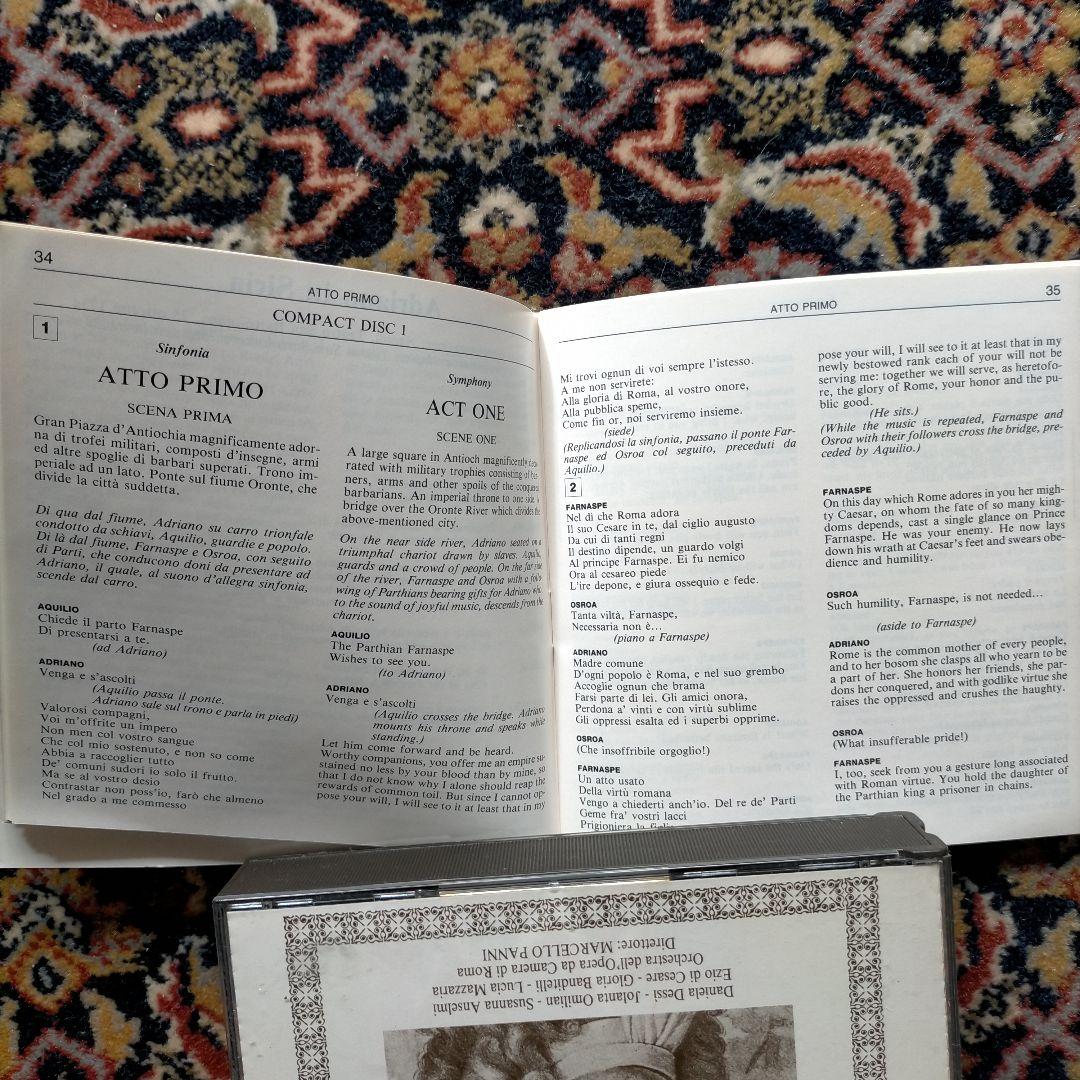 34
ATTO PRIMO
COMPACT DISC 1
1
Sinfonia
ATTO PRIMO
SCENA PRIMA
Gran Piazza d'Antiochia magnificamente ador-
na di trofei militari, composti d'insegne, armi
ed altre spoglie di barbari superati. Trono im-
periale ad un lato. Ponte sul fiume Oronte, che
divide la città suddetta.
Di qua dal fiume, Adriano su carro trionfale
condotto da schiavi, Aquilio, guardie e popolo.
Di là dal fiume, Farnaspe e Osroa, con seguito
di Parti, che conducono doni da presentare ad
Adriano, il quale, al suono d'allegra sinfonia,
scende dal carro.
AQUILIO
Chiede il parto Farnaspe
Di presentarsi a te.
(ad Adriano)
ADRIANO
Venga e s'ascolti
(Aquilio passa il ponte.
Adriano sale sul trono e parla in piedi)
Valorosi compagni,
Voi m'offrite un impero
Non men col vostro sangue
Che col mio sostenuto, e non so come
Abbia a raccoglier tutto
De' comuni sudori io solo il frutto.
Ma se al vostro desio
Contrastar non poss'io, farò che almeno
Nel grado a me commesso
Symphony
ACT ONE
SCENE ONE
A large square in Antioch magnificently
rated with military trophies consisting of
ners, arms and other spoils of the
barbarians. An imperial throne to one side
bridge over the Oronte River which divides the
above-mentioned city.
On the near side river, Adriano seated on a
triumphal chariot drawn by slaves.
guards and a crowd of people. On the far
of the river, Farnaspe and Osroa with a
wing of Parthians bearing gifts for Adriano who
to the sound of joyful music, descends from the
chariot.
AQUILIO
The Parthian Farnaspe
Wishes to see you.
(to Adriano)
ADRIANO
Venga e s'ascolti
(Aquilio crosses the bridge. Adriano
mounts his throne and speaks while
standing.)
Let him come forward and be heard.
Worthy companions, you offer me an empire su-
stained no less by your blood than by mine, so
that I do not know why I alone should reap the
rewards of common toil. But since I cannot op-
pose your will, I will see to it at least that in my
ATTO PRIMO
35
Mi trovi ognun di voi sempre l'istesso.
A me non servirete:
Alla gloria di Roma, al vostro onore,
Alla pubblica speme,
Come fin or, noi serviremo insieme.
(siede)
(Replicandosi la sinfonia, passano il ponte Far-
naspe ed Osroa col seguito, preceduti da
Aquilio.)
2
FARNASPE
Nel dì che Roma adora
Il suo Cesare in te, dal ciglio augusto
Da cui di tanti regni
Il destino dipende, un guardo volgi
Al principe Farnaspe. Ei fu nemico
Ora al cesareo piede
L'ire depone, e giura ossequio e fede.
OSROA
Tanta viltà, Farnaspe,
Necessaria non è...
(piano a Farnaspe)
ADRIANO
Madre comune
D'ogni popolo è Roma, e nel suo grembo
Accoglie ognun che brama
Farsi parte di lei. Gli amici onora,
Perdona a' vinti e con virtù sublime
Gli oppressi esalta ed i superbi opprime.
OSROA
(Che insoffribile orgoglio!)
FARNASPE
Un atto usato
Della virtù romana
Vengo a chiederti anch'io. Del re de' Parti
Geme fra' vostri lacci
Prigioniera la figlia
pose your will, I will see to it at least that in my
newly bestowed rank each of your will not be
serving me: together we will serve, as heretofo-
re, the glory of Rome, your honor and the pu-
blic good.
(He sits.)
(While the music is repeated, Farnaspe and
Osroa with their followers cross the bridge, pre-
ceded by Aquilio.)
FARNASPE
On this day which Rome adores in you her migh-
ty Caesar, on whom the fate of so many king-
doms depends, cast a single glance on Prince
Farnaspe. He was your enemy. He now lays
down his wrath at Caesar's feet and swears obe-
dience and humility.
OSROA
Such humility, Farnaspe, is not needed...
(aside to Farnaspe)
ADRIANO
Rome is the common mother of every people,
and to her bosom she clasps all who yearn to be
a part of her. She honors her friends, she par-
dons her conquered, and with godlike virtue she
raises the oppressed and crushes the haughty.
OSROA
(What insufferable pride!)
FARNASPE
I, too, seek from you a gesture long associated
with Roman virtue. You hold the daughter of
the Parthian king a prisoner in chains.
Daniela Dessì - Jolanta Omilian - Susanna Anselmi
Ezio di Cesare - Gloria Banditelli - Lucia Mazzaria
Orchestra dell'Opera da Camera di Roma
Direttore: MARCELLO PANNI